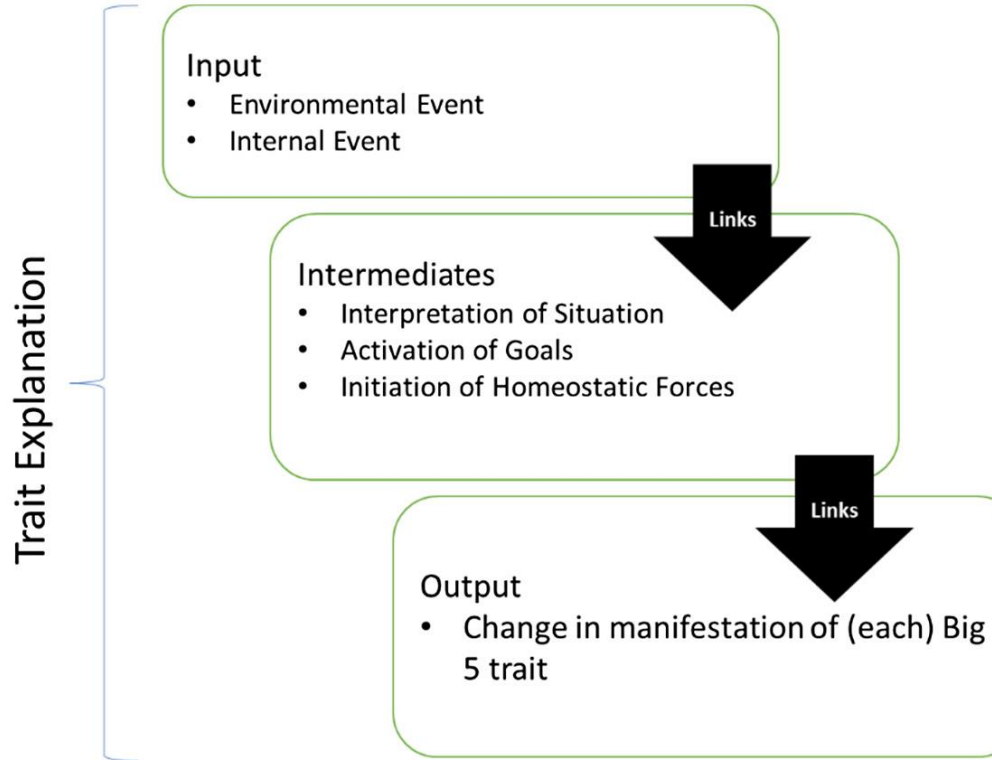 Trait Explanation
Input
• Environmental Event
• Internal Event
Links
Intermediates
• Interpretation of Situation
• Activation of Goals
• Initiation of Homeostatic Forces
Links
Output
• Change in manifestation of (each) Big
5 trait